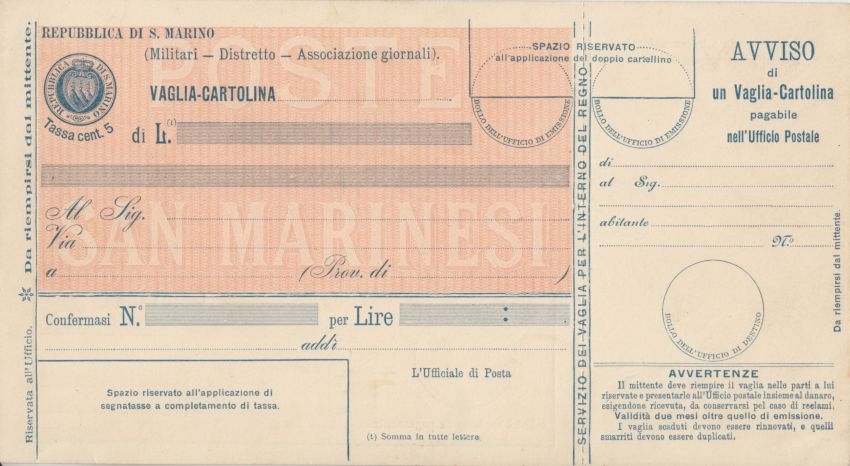 Da riempirsi dal mittente.
Riservata all'Ufficio.
REPUBBLICA DI S. MARINO
(Militari — Distretto — Associazione giornali).
POSTE
REPUBBLICA DI S. MARINO
Tassa cent. 5
VAGLIA-CARTOLINA
di Lt. (1)
SAN MARINESI
Al Sig.
Via
a (Prov. di )
Confermasi N.º per Lire :
addì
Spazio riservato all'applicazione di
segnatasse a completamento di tassa.
L'Ufficiale di Posta
(1) Somma in tutte lettere
SPAZIO RISERVATO
all'applicazione del doppio cartellino
BOLLO DELL'UFFICIO DI EMISSIONE
BOLLO DELL'UFFICIO DI EMISSIONE
SERVIZIO DEI VAGLIA PER L'INTERNO DEL REGNO
AVVISO
di
un Vaglia-Cartolina
pagabile
nell'Ufficio Postale
di
al Sig.
abitante
N.º
BOLLO DELL'UFFICIO DI DESTINO
Da riempirsi dal mittente.
AVVERTENZE
Il mittente deve riempire il vaglia nelle parti a lui
riservate e presentarlo all'Ufficio postale insieme al danaro,
esigendone ricevuta, da conservarsi pel caso di reclami.
Validità due mesi oltre quello di emissione.
I vaglia scaduti devono essere rinnovati, e quelli
smarriti devono essere duplicati.